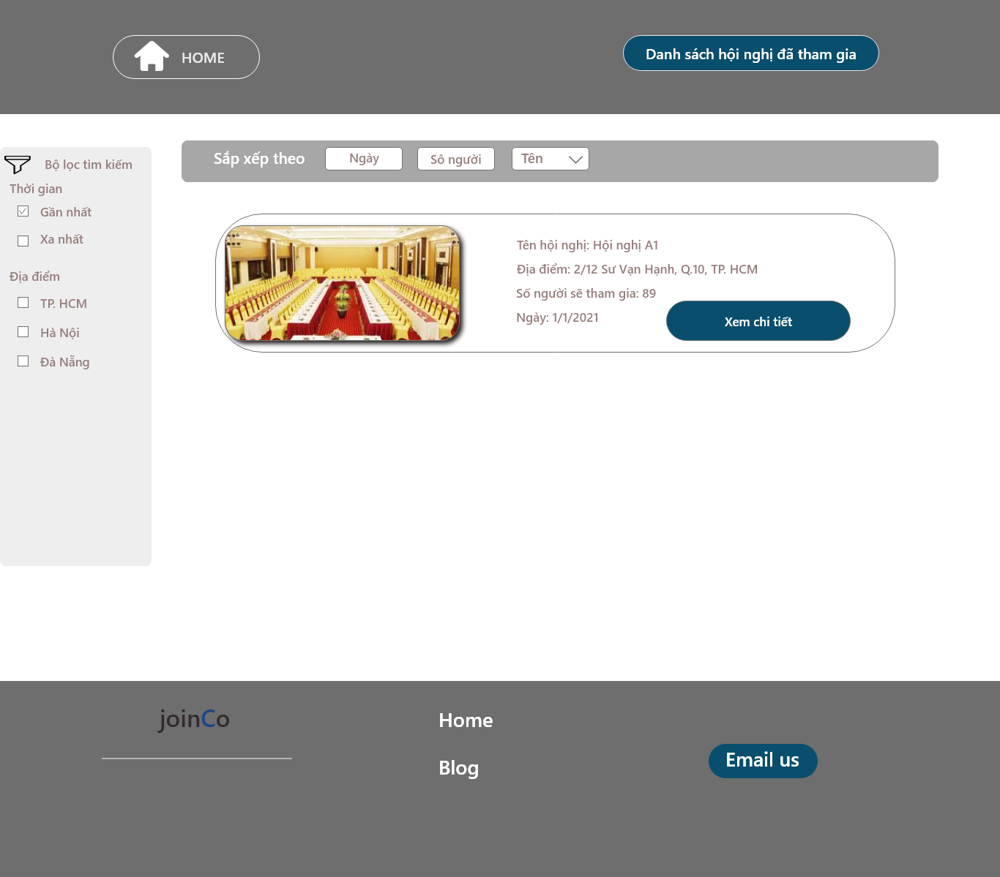 HOME
Danh sách hội nghị đã tham gia
Sắp xếp theo
Ngày
Sô người
Tên
Bộ lọc tìm kiếm
Thời gian
Gần nhất
Xa nhất
Địa điểm
TP. HCM
Hà Nội
Đà Nẵng
Tên hội nghị: Hội nghị A1
Địa điểm: 2/12 Sư Vạn Hạnh, Q.10, TP. HCM
Số người sẽ tham gia: 89
Ngày: 1/1/2021
Xem chi tiết
joinCo
Home
Blog
Email us